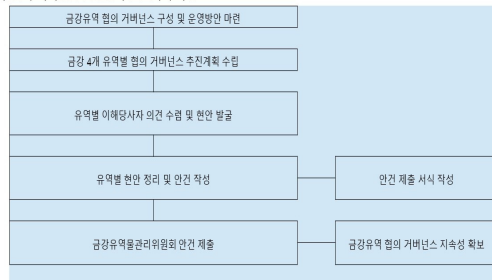 금강유역 협의 거버넌스 구성 및 운영방안 마련
금강 4개 유역별 협의 거버넌스 추진계획 수립
유역별 이해당사자 의견 수렴 및 현안 발굴
유역별 현안 정리 및 안건 작성
안건 제출 서식 작성
금강유역물관리위원회 안건 제출
금강유역 협의 거버넌스 지속성 확보